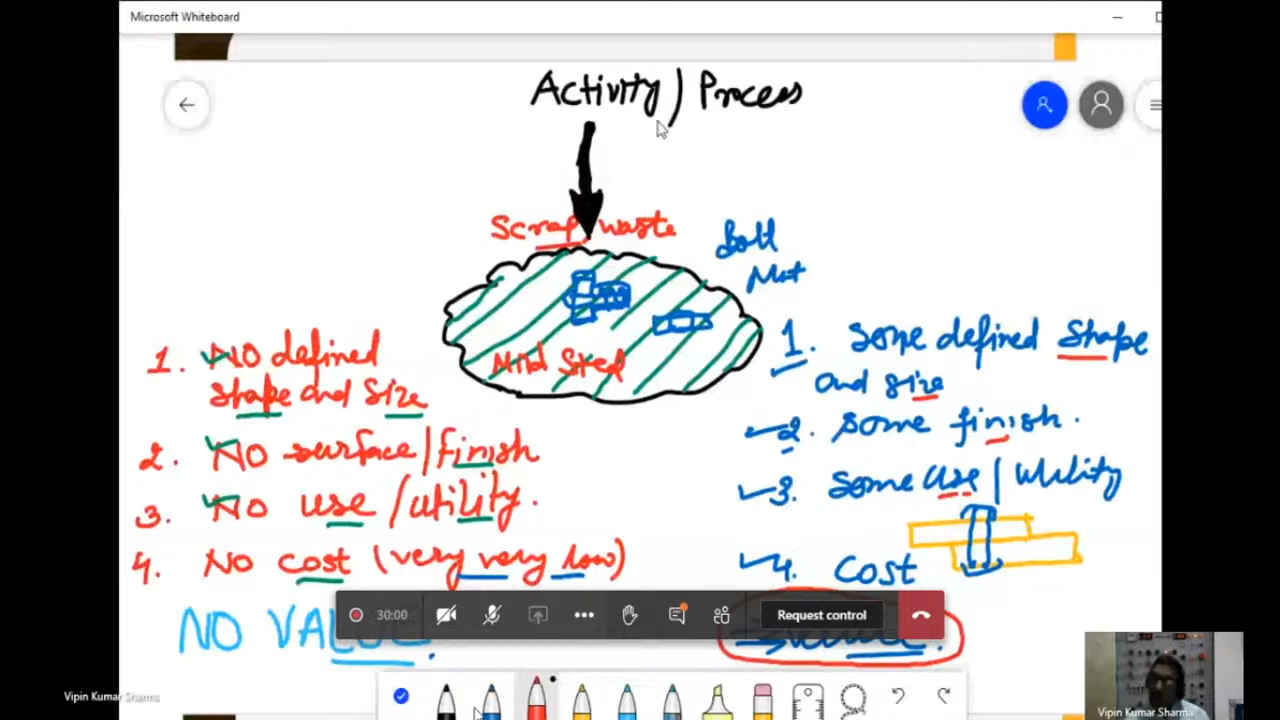 Microsoft Whiteboard
Activity / Process
Scrap, waste
Bolt
Nut
Mild Steel
1. No defined
shape and size
2. No surface / finish
3. No use / utility.
4. No cost (very very low)
NO VALUE.
1. Some defined Shape
and size
2. Some finish.
3. Some use / utility
4. Cost
30:00
Request control
Vipin Kumar Sharma
Vipin Kumar Sharma